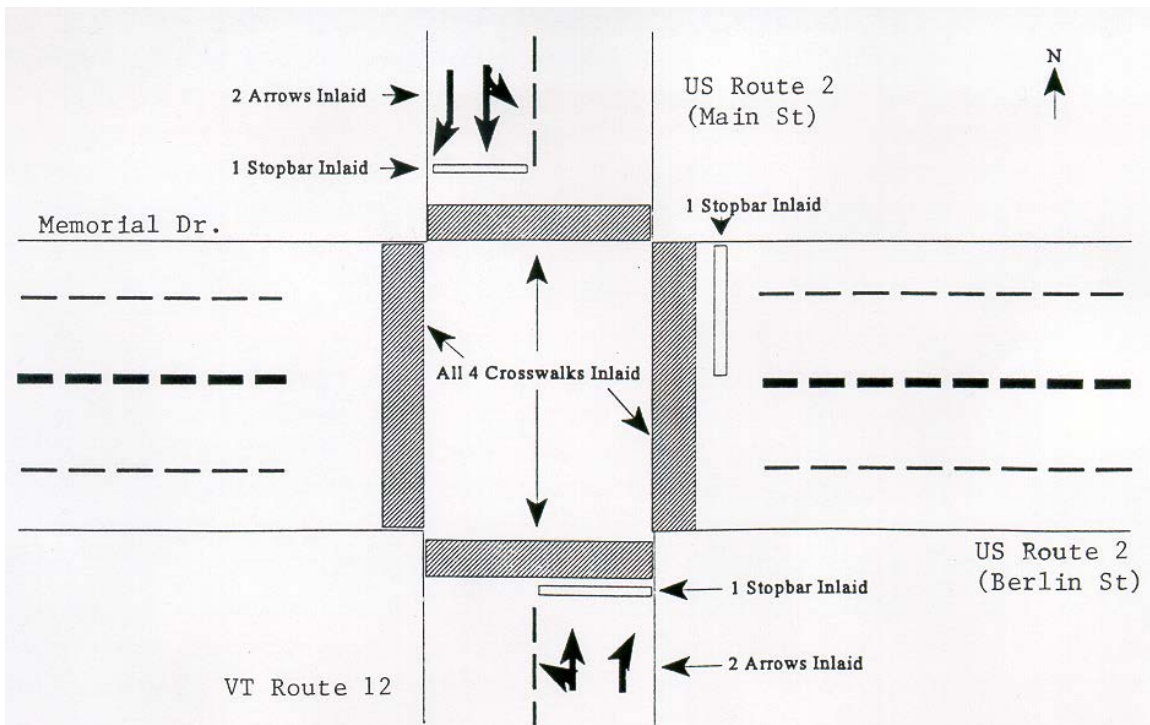 N
US Route 2
(Main St)
2 Arrows Inlaid
1 Stopbar Inlaid
1 Stopbar Inlaid
Memorial Dr.
All 4 Crosswalks Inlaid
US Route 2
(Berlin St)
1 Stopbar Inlaid
2 Arrows Inlaid
VT Route 12